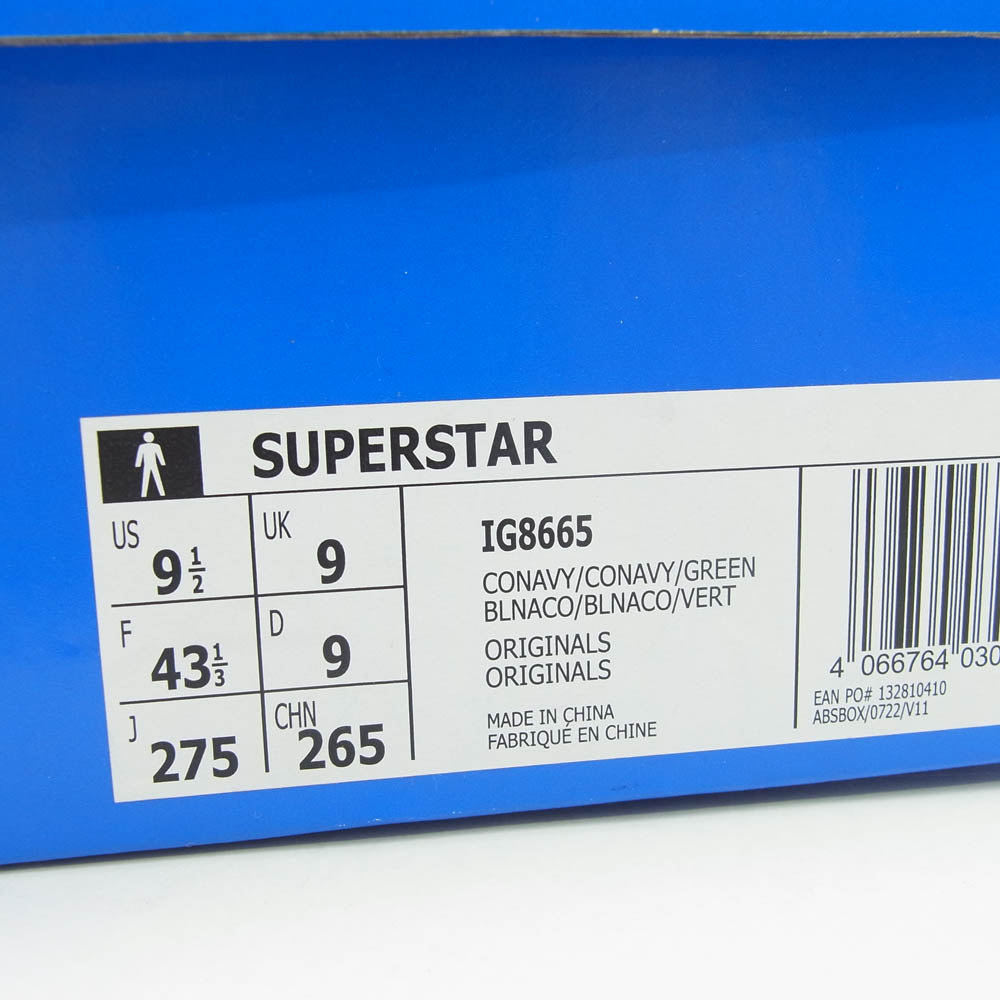 SUPERSTAR
US 9 1/2
UK 9
F 43 1/3
D 9
J 275
CHN 265
IG8665
CONAVY/CONAVY/GREEN
BLNACO/BLNACO/VERT
ORIGINALS
ORIGINALS
MADE IN CHINA
FABRIQUÉ EN CHINE
4 066764 030
EAN PO# 132810410
ABSBOX/0722/V11